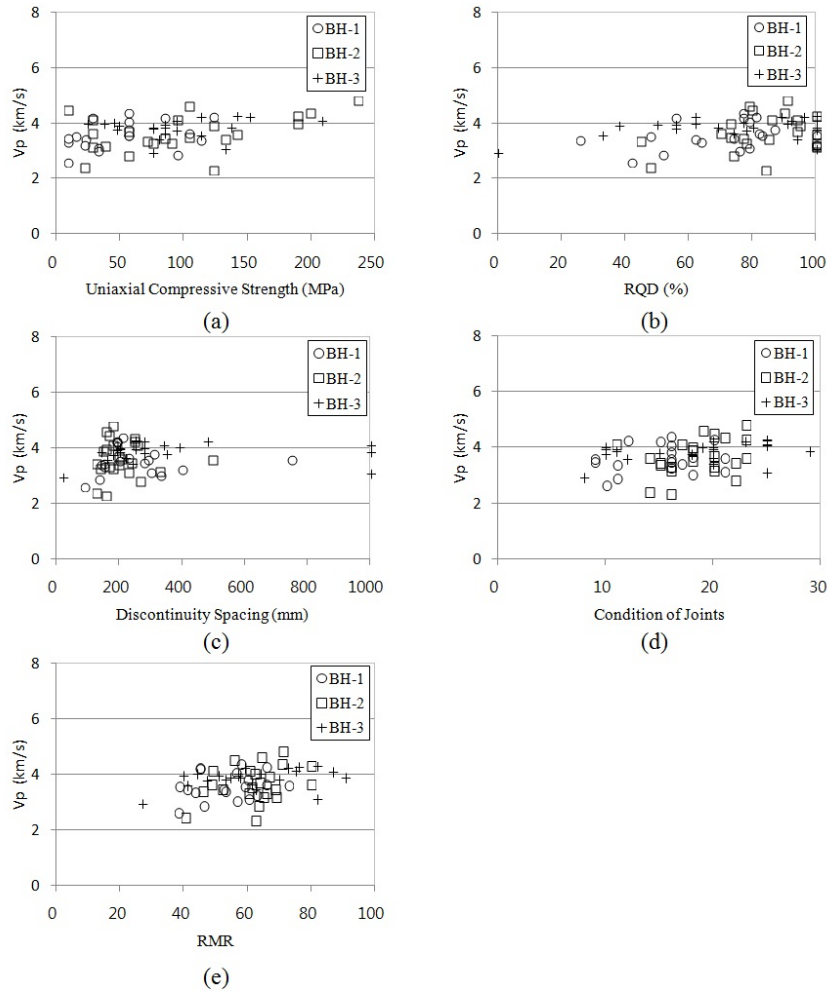 8
6
4
2
0
Vp (km/s)
BH-1
BH-2
BH-3
0 50 100 150 200 250
Uniaxial Compressive Strength (MPa)
(a)
8
6
4
2
0
Vp (km/s)
BH-1
BH-2
BH-3
0 20 40 60 80 100
RQD (%)
(b)
8
6
4
2
0
Vp (km/s)
BH-1
BH-2
BH-3
0 200 400 600 800 1000
Discontinuity Spacing (mm)
(c)
8
6
4
2
0
Vp (km/s)
BH-1
BH-2
BH-3
0 10 20 30
Condition of Joints
(d)
8
6
4
2
0
Vp (km/s)
BH-1
BH-2
BH-3
0 20 40 60 80 100
RMR
(e)